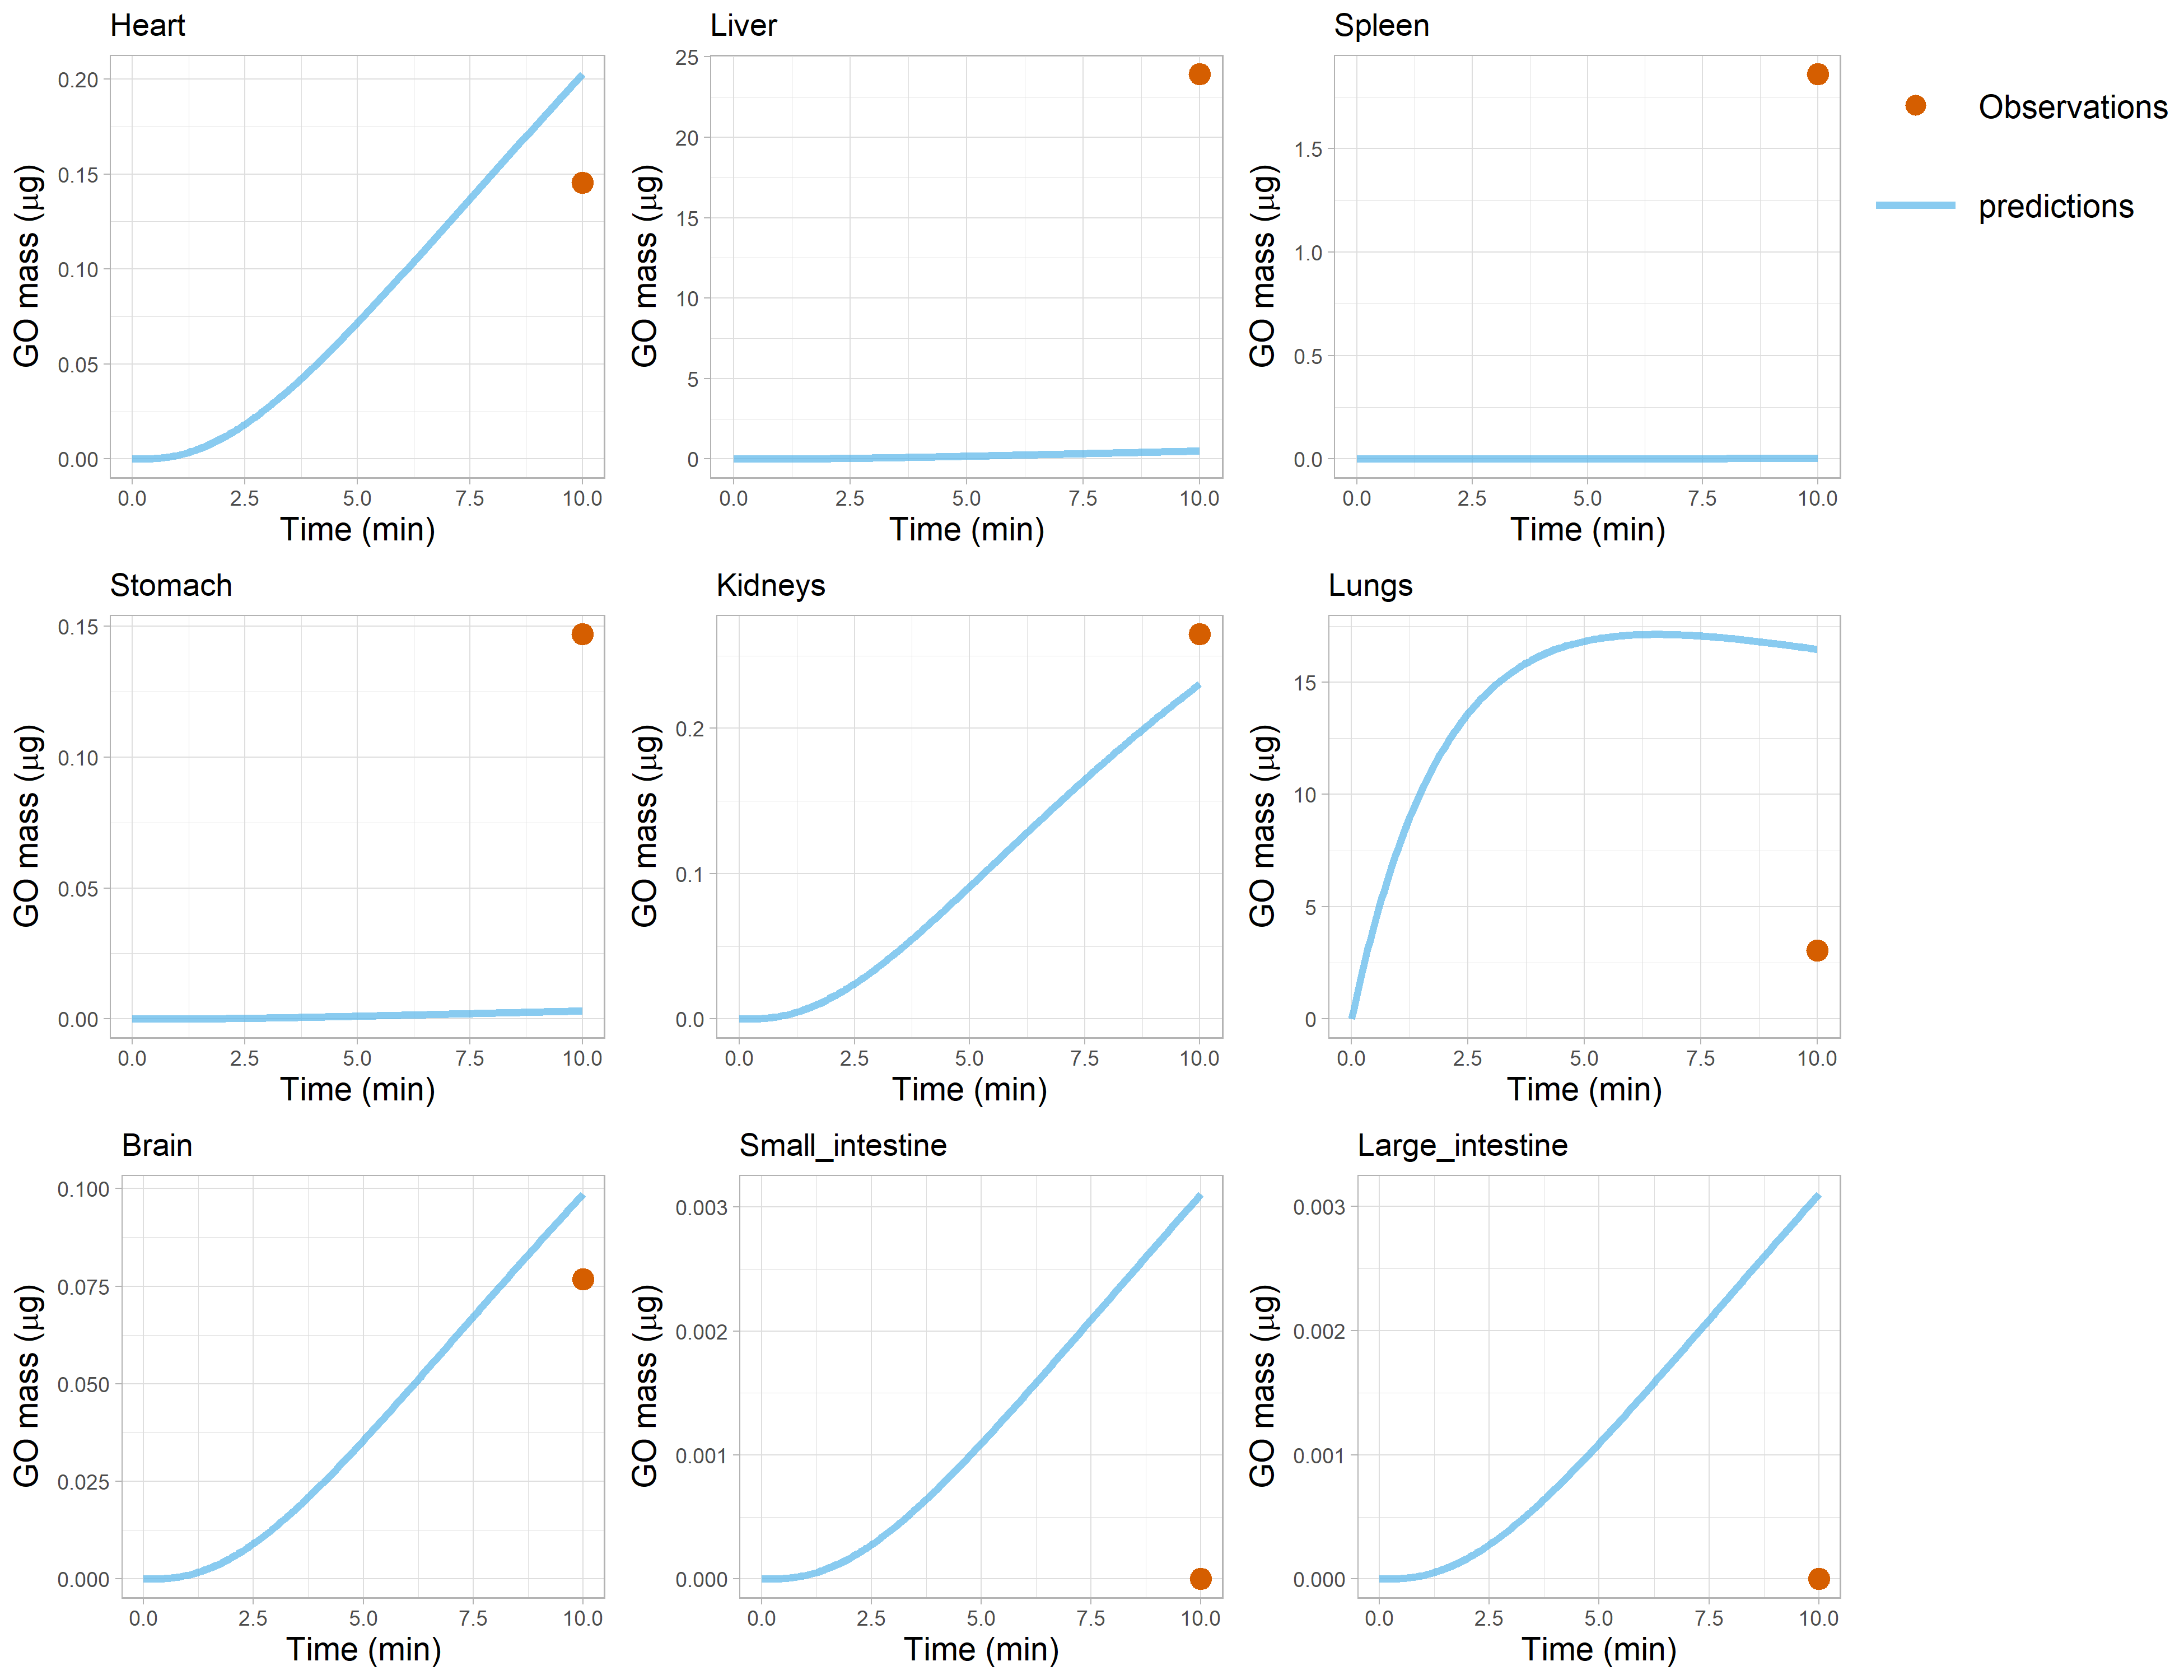 Heart
GO mass (μg)
0.20
0.15
0.10
0.05
0.00
0.0 2.5 5.0 7.5 10.0
Time (min)
Liver
GO mass (μg)
25
20
15
10
5
0
0.0 2.5 5.0 7.5 10.0
Time (min)
Spleen
GO mass (μg)
1.5
1.0
0.5
0.0
0.0 2.5 5.0 7.5 10.0
Time (min)
Observations
predictions
Stomach
GO mass (μg)
0.15
0.10
0.05
0.00
0.0 2.5 5.0 7.5 10.0
Time (min)
Kidneys
GO mass (μg)
0.2
0.1
0.0
0.0 2.5 5.0 7.5 10.0
Time (min)
Lungs
GO mass (μg)
15
10
5
0
0.0 2.5 5.0 7.5 10.0
Time (min)
Brain
GO mass (μg)
0.100
0.075
0.050
0.025
0.000
0.0 2.5 5.0 7.5 10.0
Time (min)
Small_intestine
GO mass (μg)
0.003
0.002
0.001
0.000
0.0 2.5 5.0 7.5 10.0
Time (min)
Large_intestine
GO mass (μg)
0.003
0.002
0.001
0.000
0.0 2.5 5.0 7.5 10.0
Time (min)